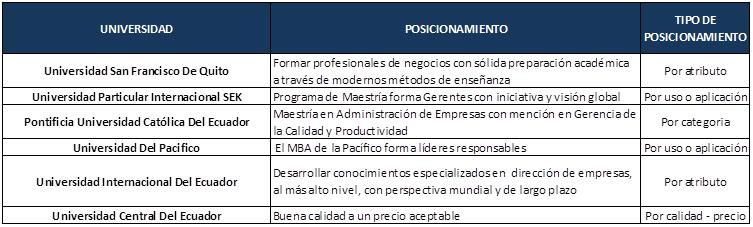 UNIVERSIDAD POSICIONAMIENTO TIPO DE POSICIONAMIENTO
Universidad San Francisco De Quito Formar profesionales de negocios con sólida preparación académica
a través de modernos métodos de enseñanza Por atributo
Universidad Particular Internacional SEK Programa de Maestría forma Gerentes con iniciativa y visión global Por uso o aplicación
Pontificia Universidad Católica Del Ecuador Maestría en Administración de Empresas con mención en Gerencia de
la Calidad y Productividad Por categoria
Universidad Del Pacifico El MBA de la Pacífico forma líderes responsables Por uso o aplicación
Universidad Internacional Del Ecuador Desarrollar conocimientos especializados en dirección de empresas,
al más alto nivel, con perspectiva mundial y de largo plazo Por atributo
Universidad Central Del Ecuador Buena calidad a un precio aceptable Por calidad - precio